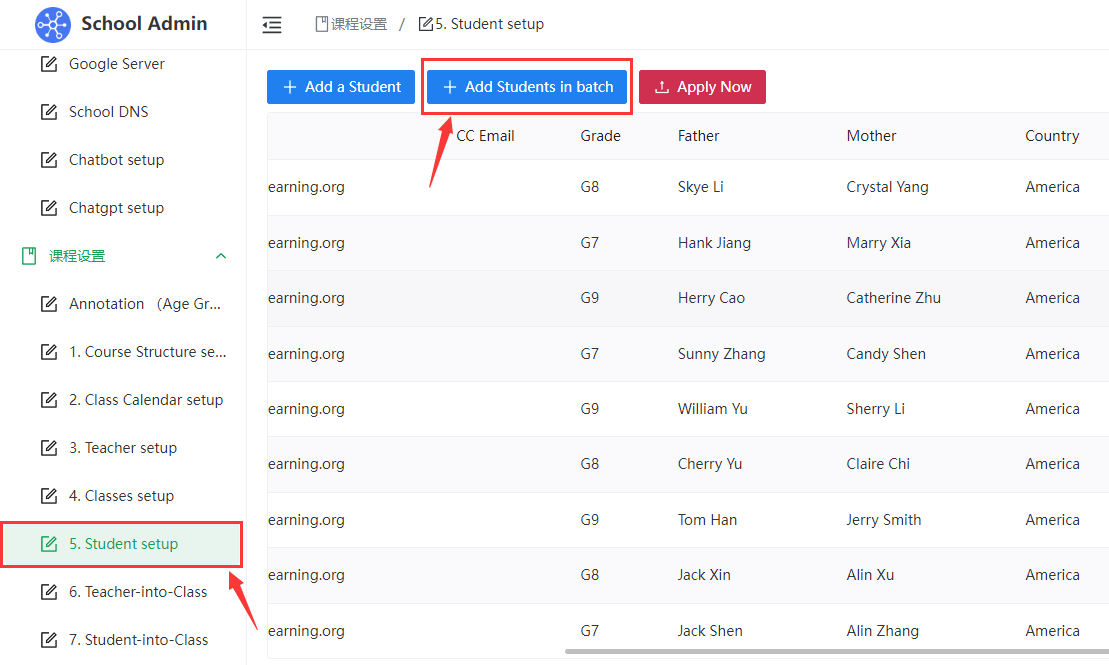 School Admin
课程设置 / 5. Student setup
Google Server
School DNS
Chatbot setup
Chatgpt setup
课程设置
Annotation （Age Gr...
1. Course Structure se...
2. Class Calendar setup
3. Teacher setup
4. Classes setup
5. Student setup
6. Teacher-into-Class
7. Student-into-Class
+ Add a Student + Add Students in batch Apply Now
CC Email Grade Father Mother Country
earning.org G8 Skye Li Crystal Yang America
earning.org G7 Hank Jiang Marry Xia America
earning.org G9 Herry Cao Catherine Zhu America
earning.org G7 Sunny Zhang Candy Shen America
earning.org G9 William Yu Sherry Li America
earning.org G8 Cherry Yu Claire Chi America
earning.org G9 Tom Han Jerry Smith America
earning.org G8 Jack Xin Alin Xu America
earning.org G7 Jack Shen Alin Zhang America